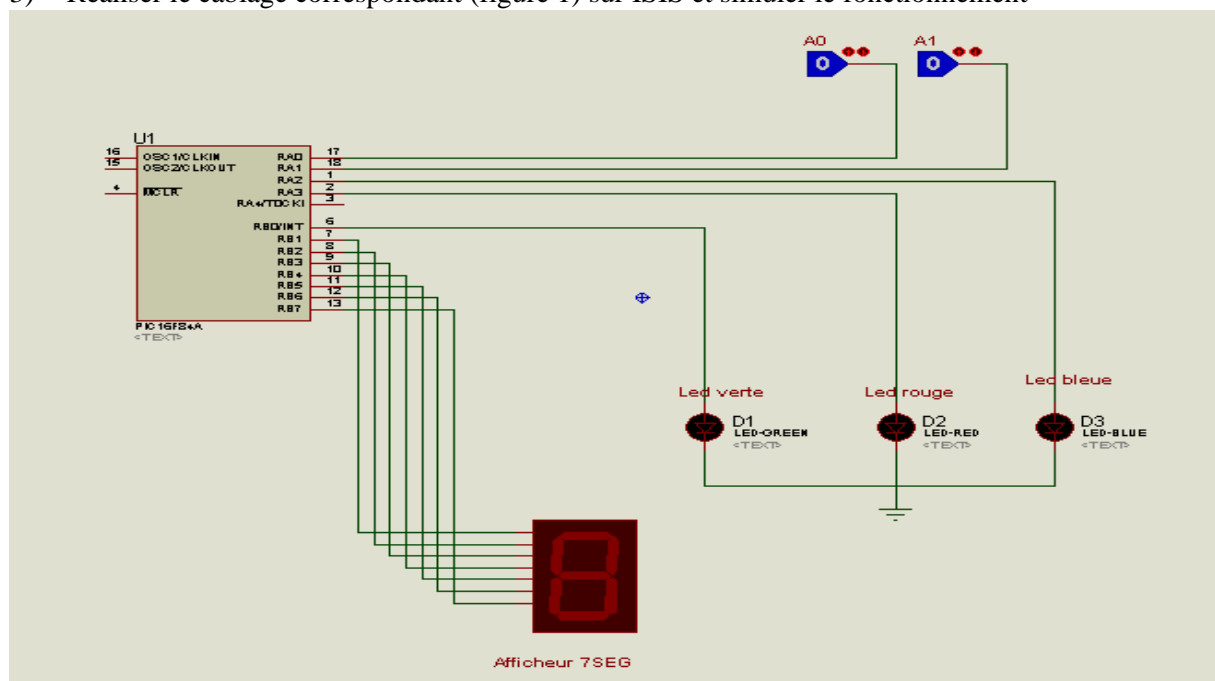 3) Réaliser le câblage correspondant (figure 1) sur ISIS et simuler le fonctionnement
A0 A1
0 0
U1
16 OSC1/CLKIN RA0 17
15 OSC2/CLKOUT RA1 18
RA2 1
4 MCLR RA3 2
RA4/T0CKI 3
RB0/INT 6
RB1 7
RB2 8
RB3 9
RB4 10
RB5 11
RB6 12
RB7 13
PIC16F84A
<TEXT>
Led verte Led rouge Led bleue
D1 D2 D3
LED-GREEN LED-RED LED-BLUE
<TEXT> <TEXT> <TEXT>
Afficheur 7SEG